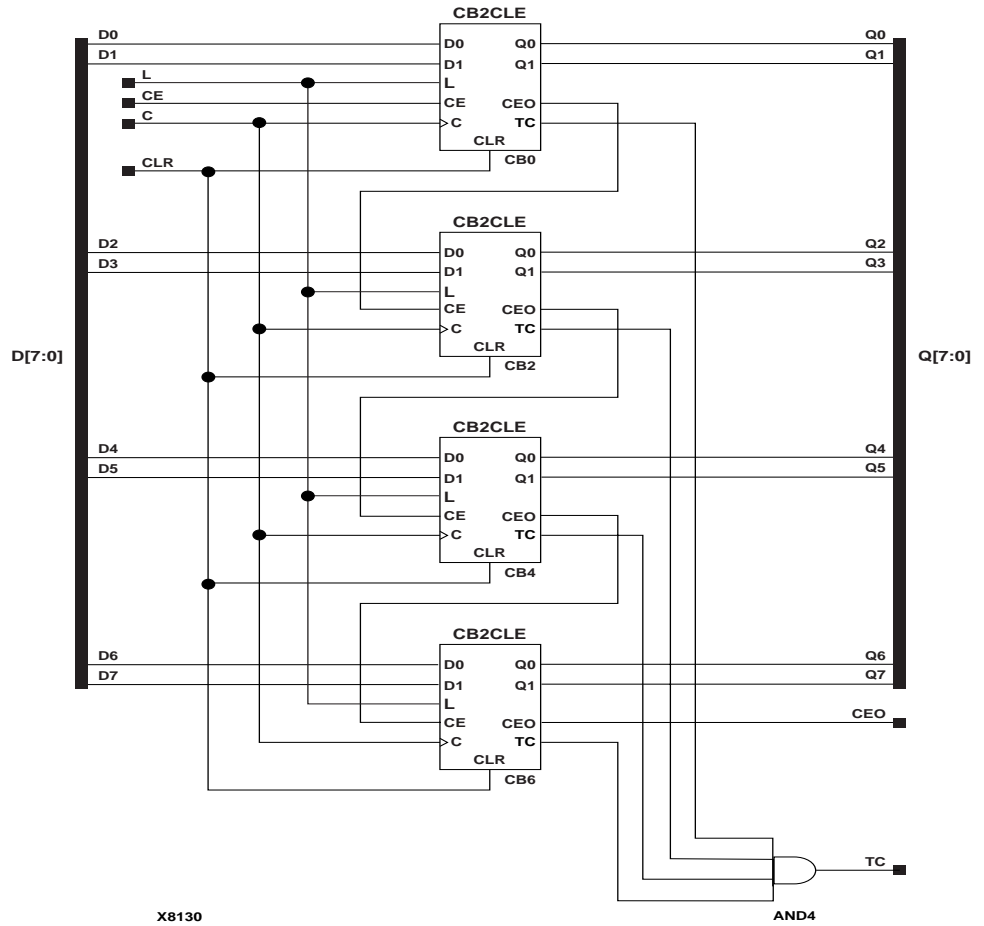 CB2CLE
D0 D0 Q0 Q0
D1 D1 Q1 Q1
L L
CE CE CEO
C C TC
CLR
CLR CB0
CB2CLE
D2 D0 Q0 Q2
D3 D1 Q1 Q3
L
CE CEO
C TC
CLR
D[7:0] CB2 Q[7:0]
CB2CLE
D4 D0 Q0 Q4
D5 D1 Q1 Q5
L
CE CEO
C TC
CLR
CB4
CB2CLE
D6 D0 Q0 Q6
D7 D1 Q1 Q7
L
CE CEO CEO
C TC
CLR
CB6
TC
X8130 AND4